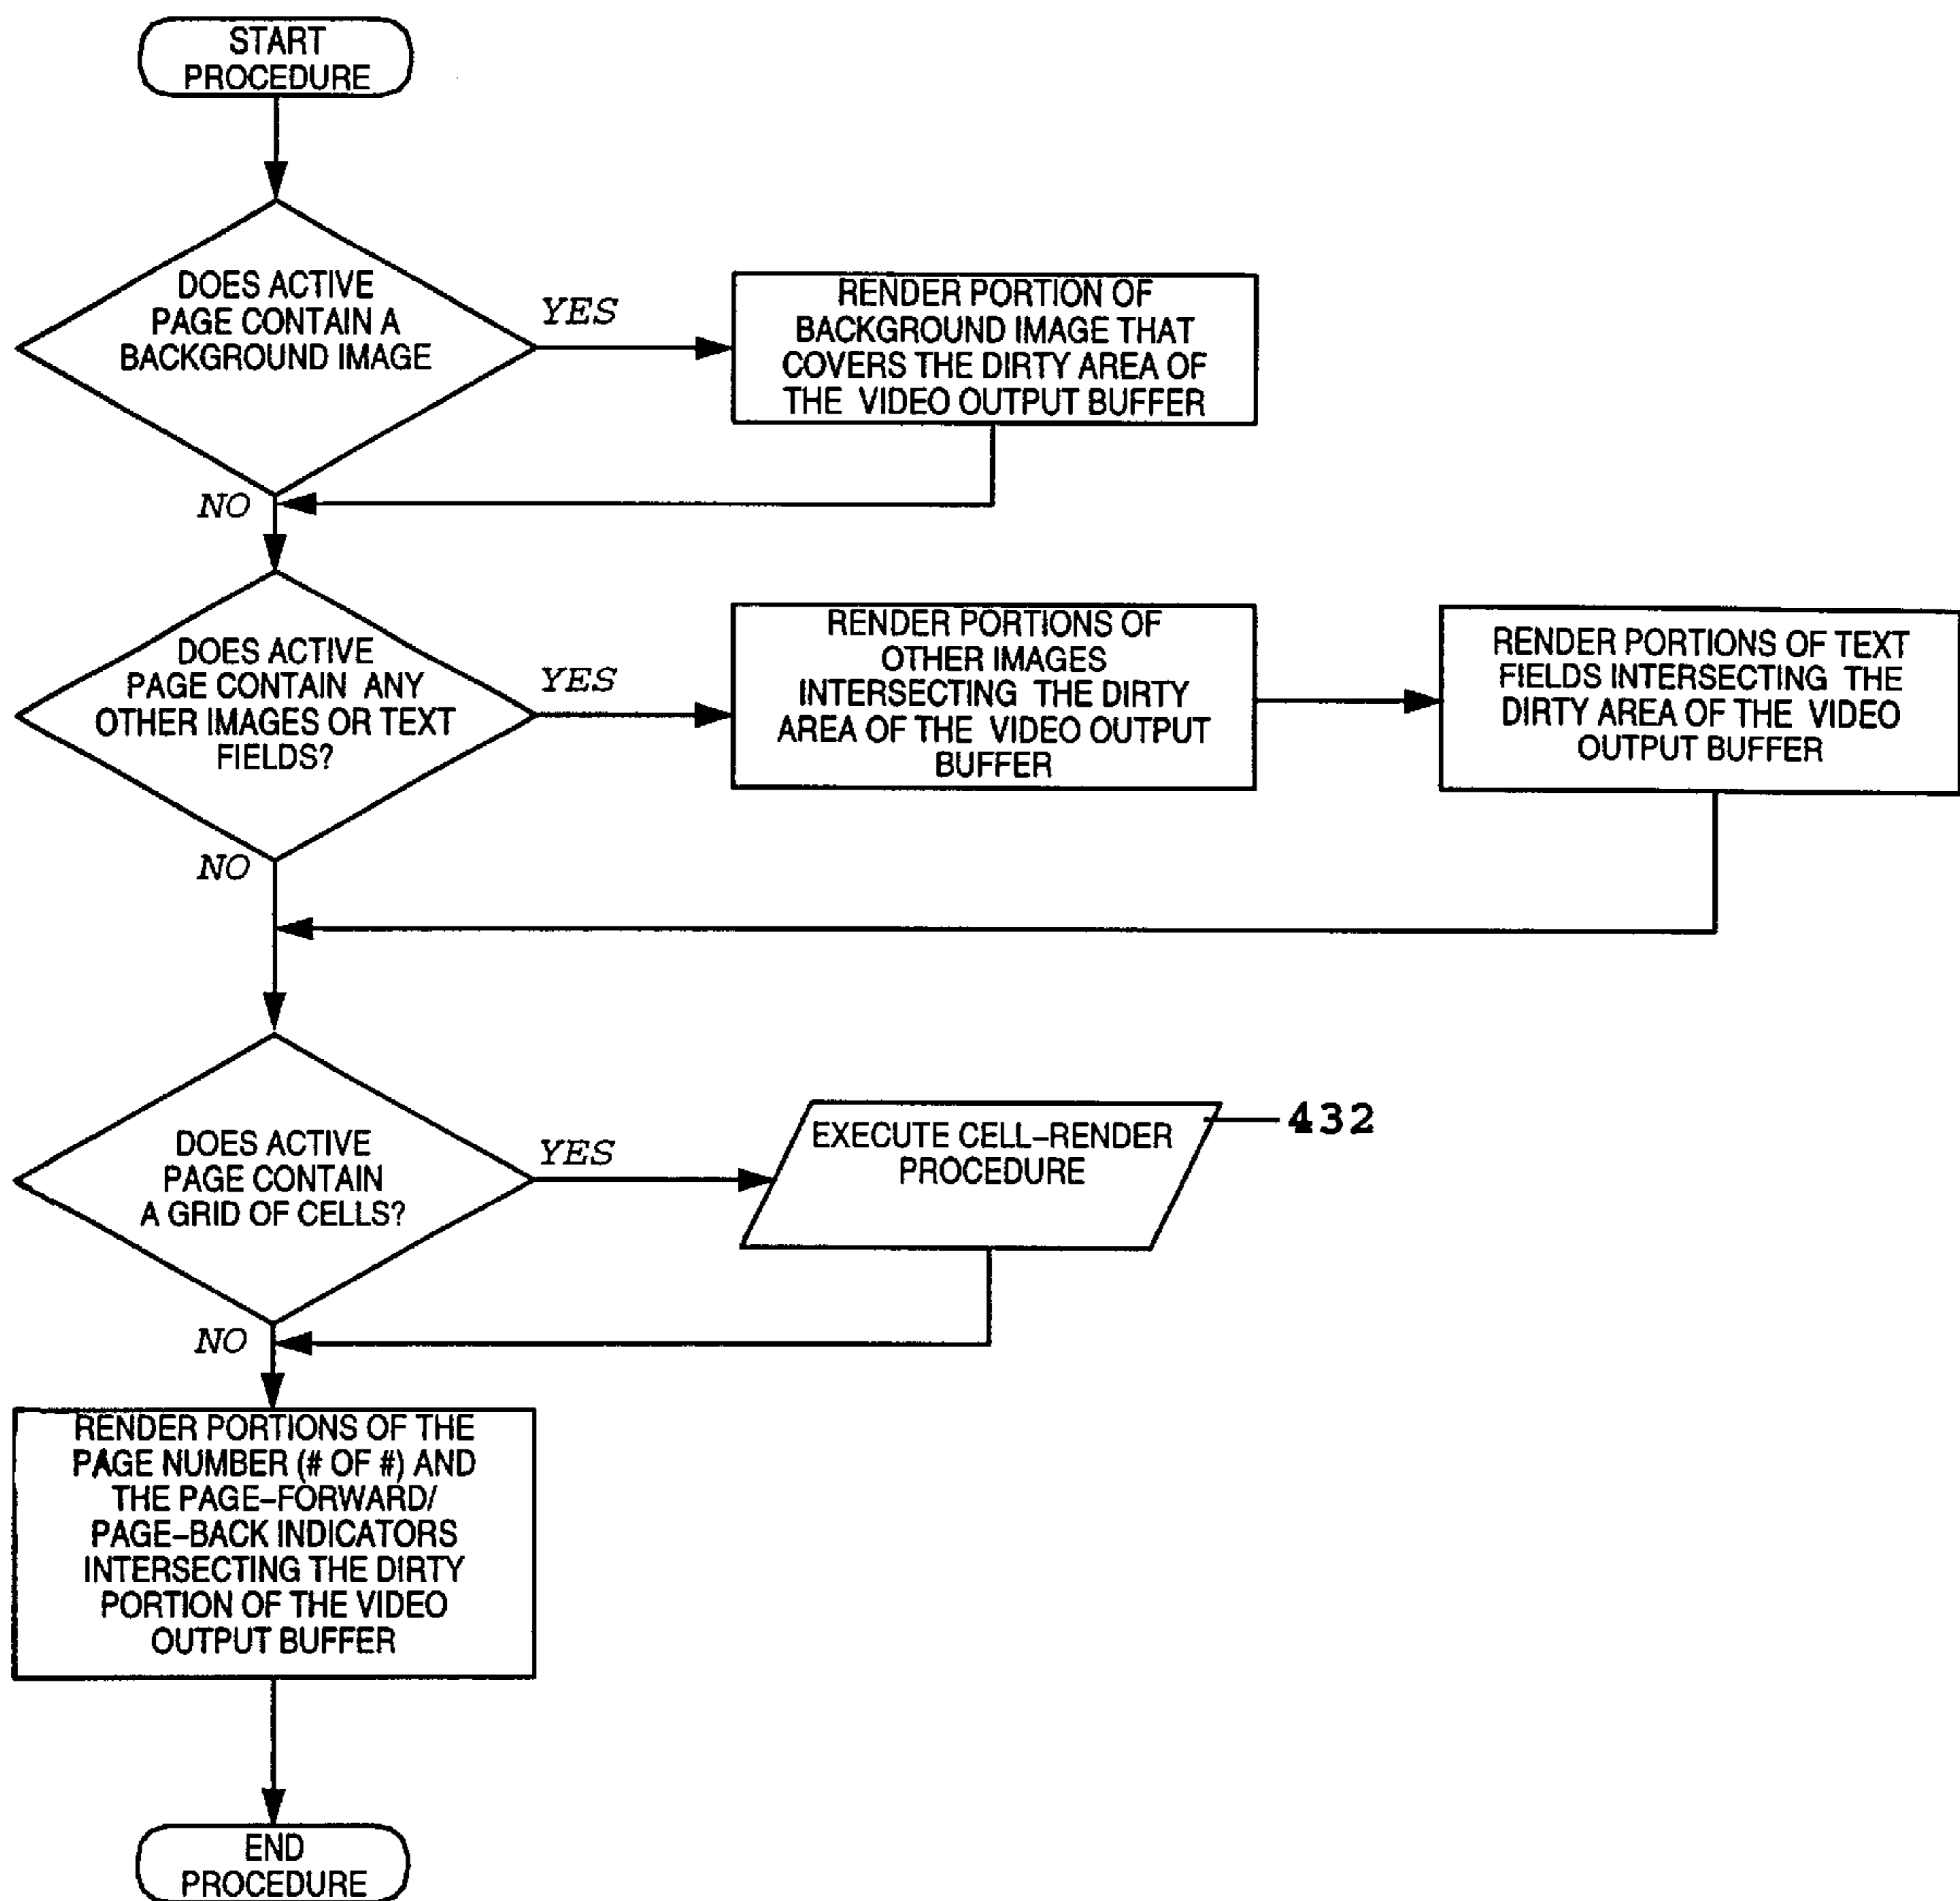 START
PROCEDURE
DOES ACTIVE
PAGE CONTAIN A
BACKGROUND IMAGE
YES
RENDER PORTION OF
BACKGROUND IMAGE THAT
COVERS THE DIRTY AREA OF
THE VIDEO OUTPUT BUFFER
NO
DOES ACTIVE
PAGE CONTAIN ANY
OTHER IMAGES OR TEXT
FIELDS?
YES
RENDER PORTIONS OF
OTHER IMAGES
INTERSECTING THE DIRTY
AREA OF THE VIDEO OUTPUT
BUFFER
RENDER PORTIONS OF TEXT
FIELDS INTERSECTING THE
DIRTY AREA OF THE VIDEO
OUTPUT BUFFER
NO
DOES ACTIVE
PAGE CONTAIN
A GRID OF CELLS?
YES
EXECUTE CELL–RENDER
PROCEDURE
432
NO
RENDER PORTIONS OF THE
PAGE NUMBER (# OF #) AND
THE PAGE–FORWARD/
PAGE–BACK INDICATORS
INTERSECTING THE DIRTY
PORTION OF THE VIDEO
OUTPUT BUFFER
END
PROCEDURE